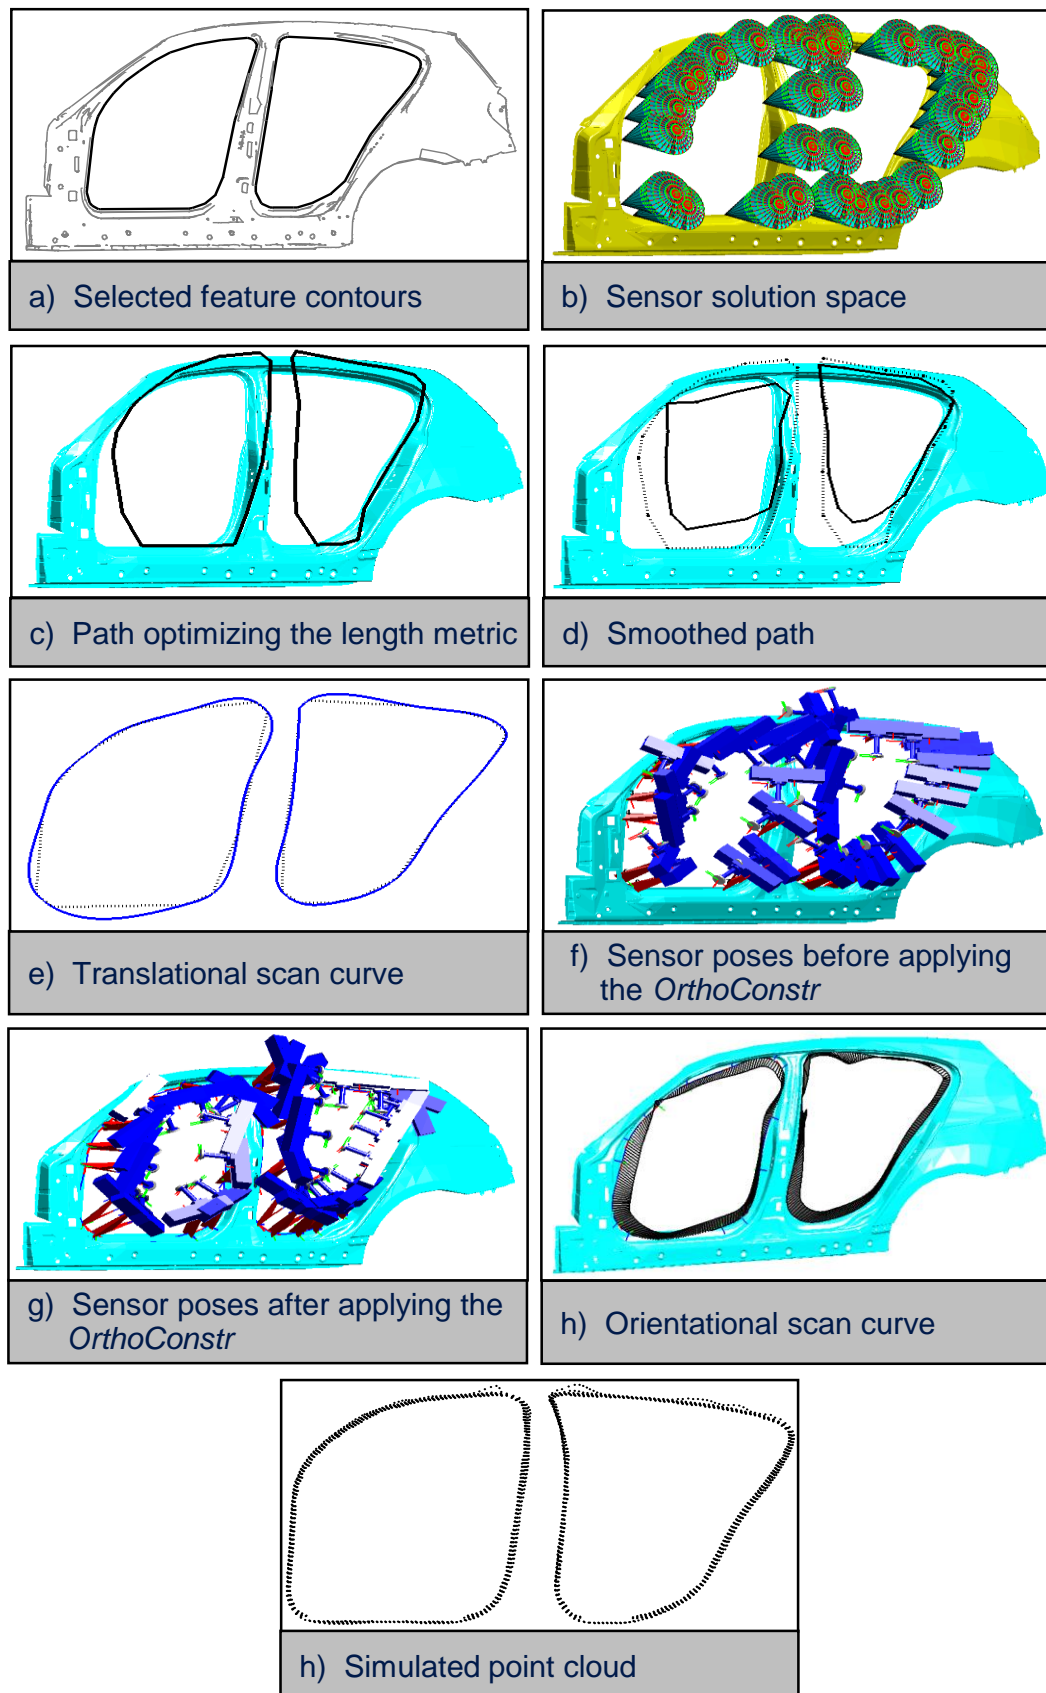 a) Selected feature contours
b) Sensor solution space
c) Path optimizing the length metric
d) Smoothed path
e) Translational scan curve
f) Sensor poses before applying
the OrthoConstr
g) Sensor poses after applying the
OrthoConstr
h) Orientational scan curve
h) Simulated point cloud